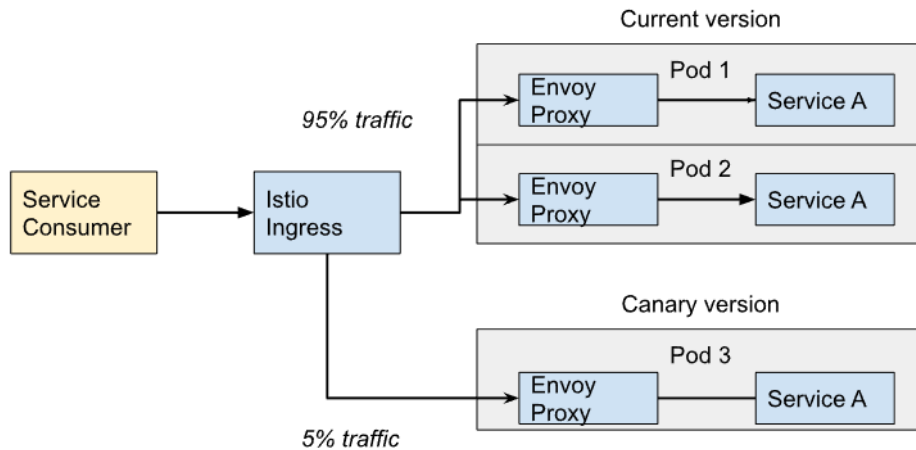 Current version
Pod 1
Envoy
Proxy
Service A
95% traffic
Pod 2
Envoy
Proxy
Service A
Service
Consumer
Istio
Ingress
Canary version
Pod 3
Envoy
Proxy
Service A
5% traffic